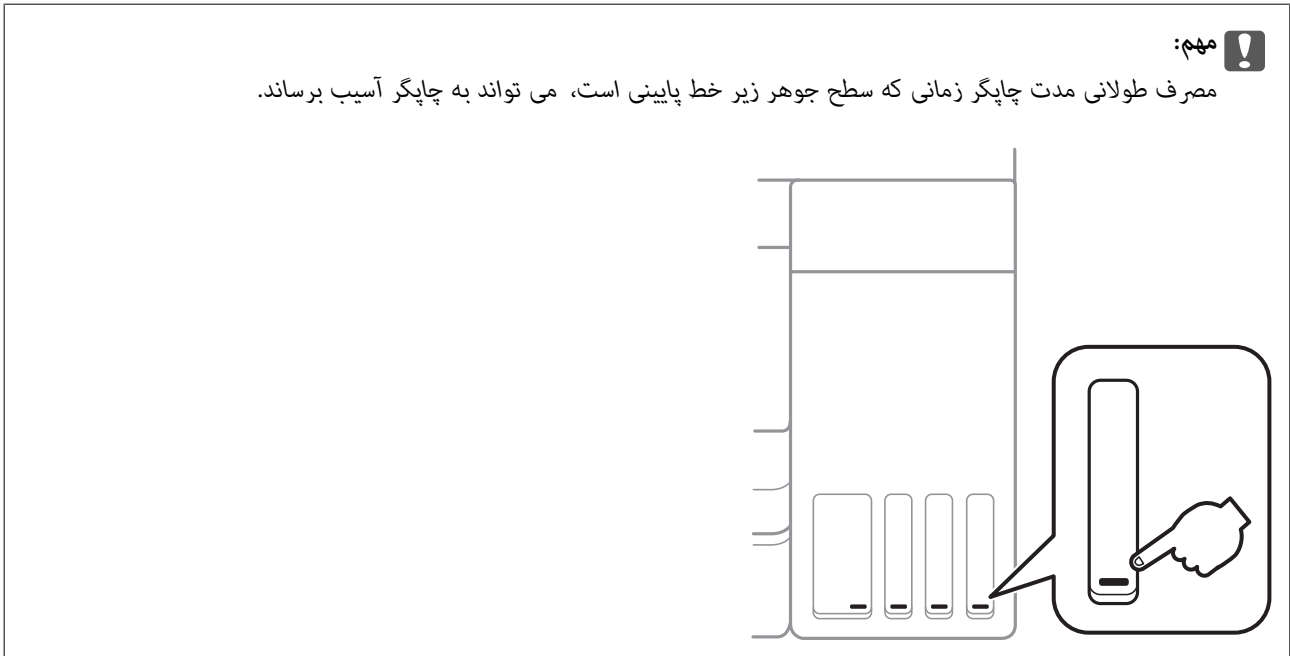 مهم:
مصرف طولانی مدت چاپگر زمانی که سطح جوهر زیر خط پایینی است، می تواند به چاپگر آسیب برساند.